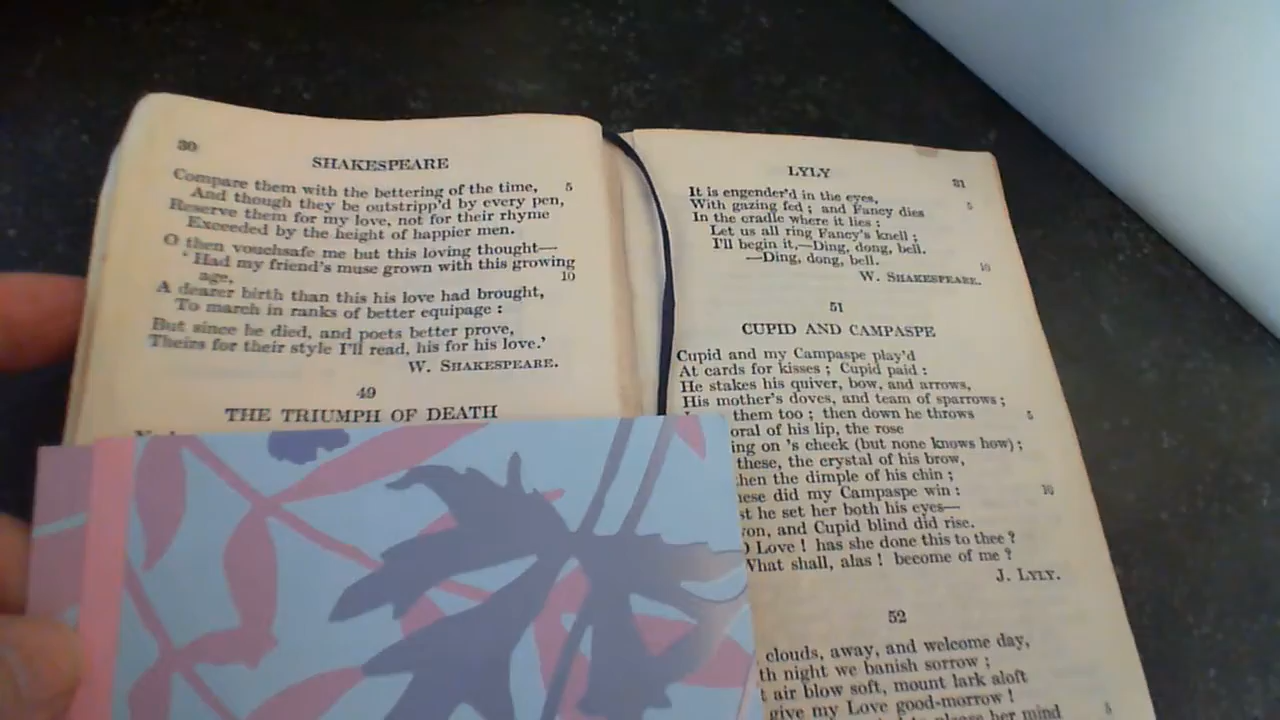 30
SHAKESPEARE
Compare them with the bettering of the time, 5
And though they be outstripp'd by every pen,
Reserve them for my love, not for their rhyme
Exceeded by the height of happier men.
O then vouchsafe me but this loving thought—
'Had my friend's muse grown with this growing
age, 10
A dearer birth than this his love had brought,
To march in ranks of better equipage :
But since he died, and poets better prove,
Theirs for their style I'll read, his for his love.'
W. SHAKESPEARE.
49
THE TRIUMPH OF DEATH
LYLY
31
It is engender'd in the eyes,
With gazing fed ; and Fancy dies 5
In the cradle where it lies :
Let us all ring Fancy's knell ;
I'll begin it,—Ding, dong, bell.
—Ding, dong, bell. 10
W. SHAKESPEARE.
51
CUPID AND CAMPASPE
Cupid and my Campaspe play'd
At cards for kisses ; Cupid paid :
He stakes his quiver, bow, and arrows,
His mother's doves, and team of sparrows ;
them too ; then down he throws 5
oral of his lip, the rose
ing on 's cheek (but none knows how) ;
these, the crystal of his brow,
hen the dimple of his chin ;
hese did my Campaspe win : 10
st he set her both his eyes—
von, and Cupid blind did rise.
O Love ! has she done this to thee ?
What shall, alas ! become of me ?
J. LYLY.
52
clouds, away, and welcome day,
th night we banish sorrow ;
t air blow soft, mount lark aloft
give my Love good-morrow !
to please her mind 5